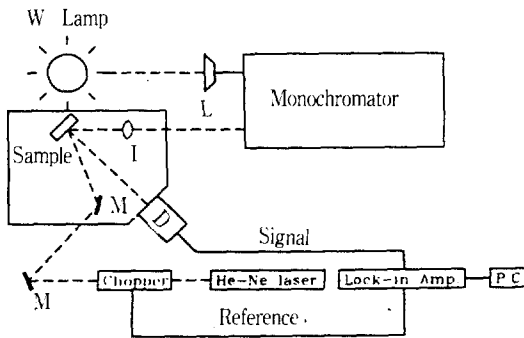 W Lamp
L
Monochromator
Sample
I
M
D
Signal
M
Chopper
He-Ne laser
Lock-in Amp.
PC
Reference